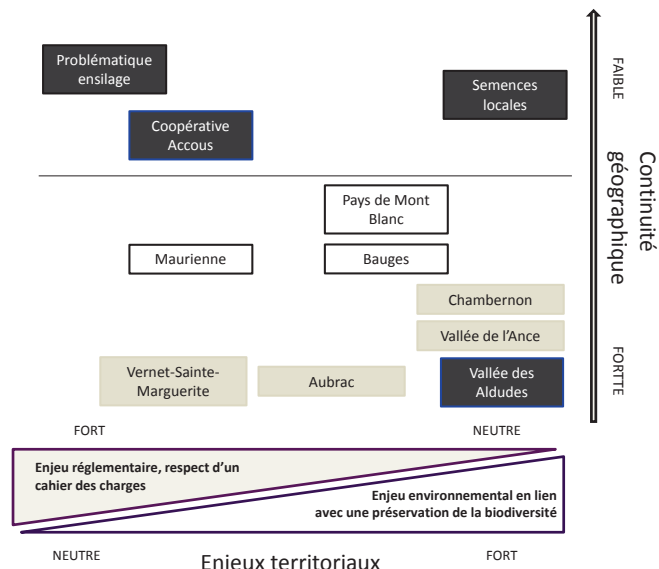 Problématique
ensilage
Semences
locales
Coopérative
Accous
Pays de Mont
Blanc
Maurienne
Bauges
Chambernon
Vallée de l'Ance
Vernet-Sainte-
Marguerite
Aubrac
Vallée des
Aldudes
FAIBLE
Continuité
géographique
FORTTE
FORT
NEUTRE
Enjeu réglementaire, respect d'un
cahier des charges
Enjeu environnemental en lien
avec une préservation de la biodiversité
NEUTRE
Enjeux territoriaux
FORT